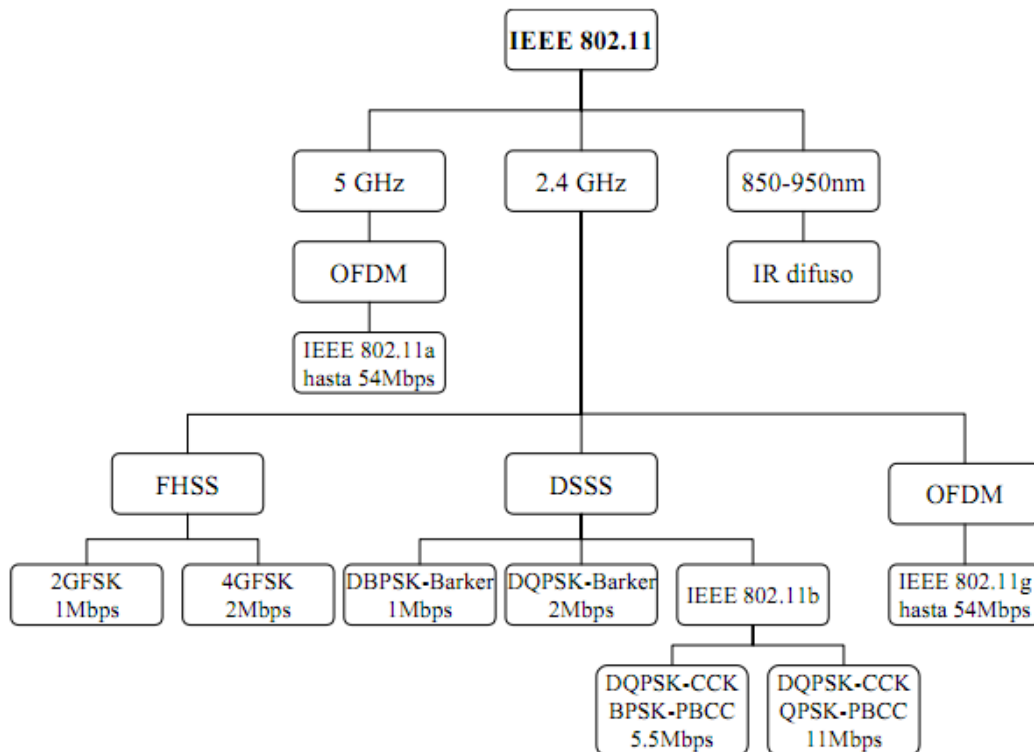 IEEE 802.11
5 GHz
2.4 GHz
850-950nm
OFDM
IR difuso
IEEE 802.11a
hasta 54Mbps
FHSS
DSSS
OFDM
2GFSK
1Mbps
4GFSK
2Mbps
DBPSK-Barker
1Mbps
DQPSK-Barker
2Mbps
IEEE 802.11b
IEEE 802.11g
hasta 54Mbps
DQPSK-CCK
BPSK-PBCC
5.5Mbps
DQPSK-CCK
QPSK-PBCC
11Mbps